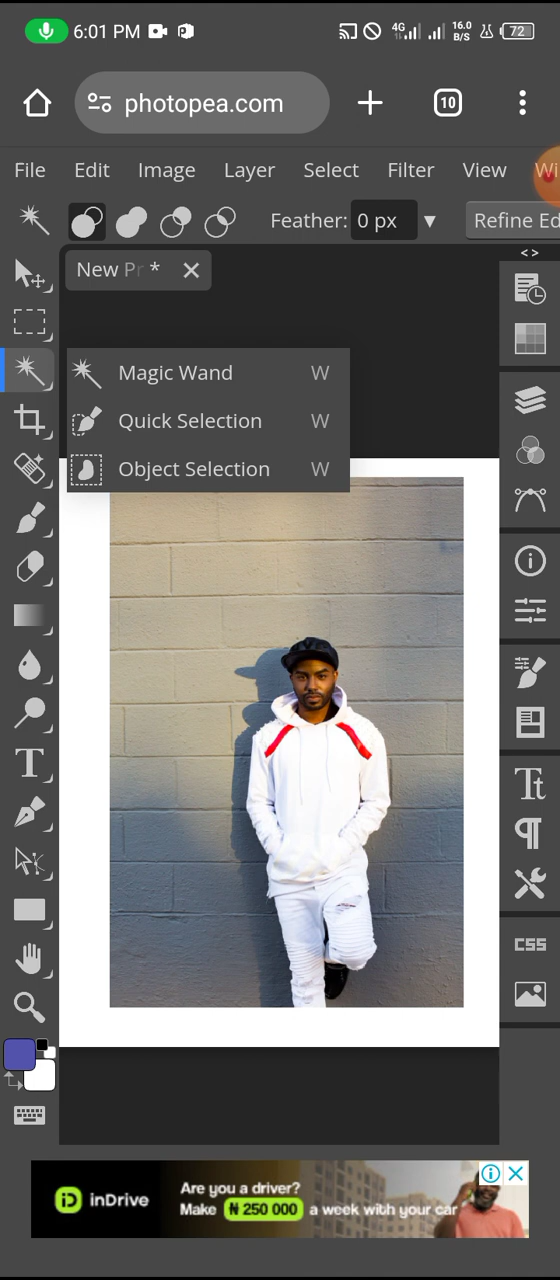 6:01 PM
4G
16.0
B/S
72
photopea.com
10
File Edit Image Layer Select Filter View Wi
Feather: 0 px ▼ Refine Ed
< >
New Pr *
Magic Wand W
Quick Selection W
Object Selection W
T
Tt
CSS
inDrive
Are you a driver?
Make ₦ 250 000 a week with your car